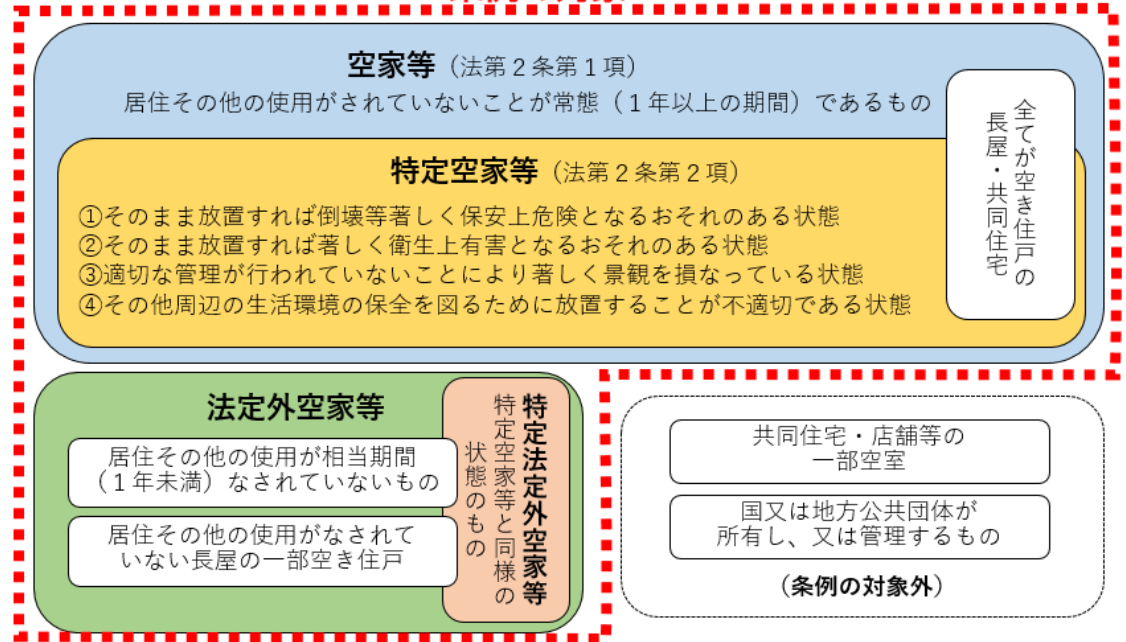 空家等（法第２条第１項）
居住その他の使用がされていないことが常態（１年以上の期間）であるもの
全てが空き住戸の
長屋・共同住宅
特定空家等（法第２条第２項）
①そのまま放置すれば倒壊等著しく保安上危険となるおそれのある状態
②そのまま放置すれば著しく衛生上有害となるおそれのある状態
③適切な管理が行われていないことにより著しく景観を損なっている状態
④その他周辺の生活環境の保全を図るために放置することが不適切である状態
法定外空家等
居住その他の使用が相当期間
（１年未満）なされていないもの
居住その他の使用がなされて
いない長屋の一部空き住戸
特定法定外空家等
特定空家等と同様の
状態のもの
共同住宅・店舗等の
一部空室
国又は地方公共団体が
所有し、又は管理するもの
（条例の対象外）